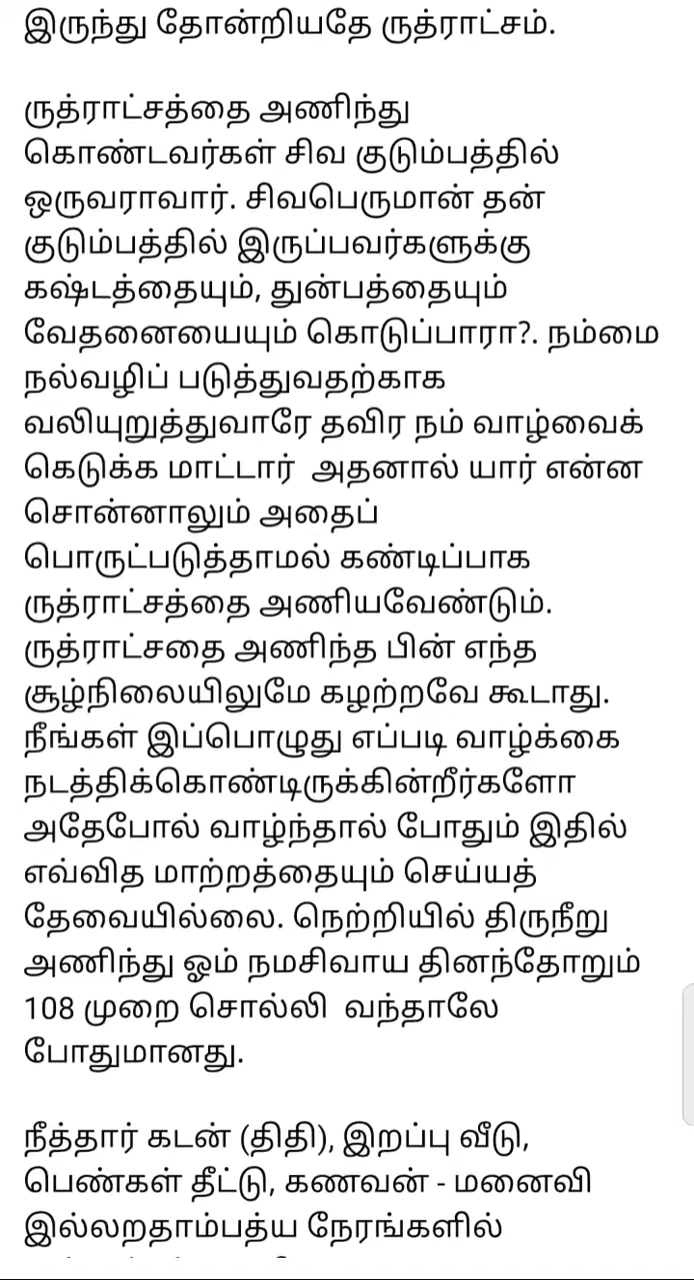 இருந்து தோன்றியதே ருத்ராட்சம்.
ருத்ராட்சத்தை அணிந்து
கொண்டவர்கள் சிவ குடும்பத்தில்
ஒருவராவார். சிவபெருமான் தன்
குடும்பத்தில் இருப்பவர்களுக்கு
கஷ்டத்தையும், துன்பத்தையும்
வேதனையையும் கொடுப்பாரா?. நம்மை
நல்வழிப் படுத்துவதற்காக
வலியுறுத்துவாரே தவிர நம் வாழ்வைக்
கெடுக்க மாட்டார்  அதனால் யார் என்ன
சொன்னாலும் அதைப்
பொருட்படுத்தாமல் கண்டிப்பாக
ருத்ராட்சத்தை அணியவேண்டும்.
ருத்ராட்சதை அணிந்த பின் எந்த
சூழ்நிலையிலுமே கழற்றவே கூடாது.
நீங்கள் இப்பொழுது எப்படி வாழ்க்கை
நடத்திக்கொண்டிருக்கின்றீர்களோ
அதேபோல் வாழ்ந்தால் போதும் இதில்
எவ்வித மாற்றத்தையும் செய்யத்
தேவையில்லை. நெற்றியில் திருநீறு
அணிந்து ஓம் நமசிவாய தினந்தோறும்
108 முறை சொல்லி  வந்தாலே
போதுமானது.
நீத்தார் கடன் (திதி), இறப்பு வீடு,
பெண்கள் தீட்டு, கணவன் - மனைவி
இல்லறதாம்பத்ய நேரங்களில்